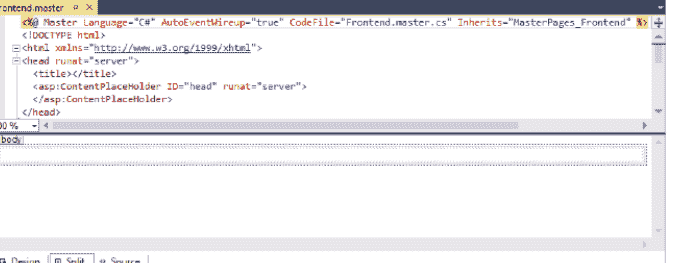 rontend.master
<%@ Master Language="C#" AutoEventWireup="true" CodeFile="Frontend.master.cs" Inherits="MasterPages_Frontend" %>
<!DOCTYPE html>
<html xmlns="http://www.w3.org/1999/xhtml">
<head runat="server">
<title></title>
<asp:ContentPlaceHolder ID="head" runat="server">
</asp:ContentPlaceHolder>
</head>
00 %
body
Design Split Source